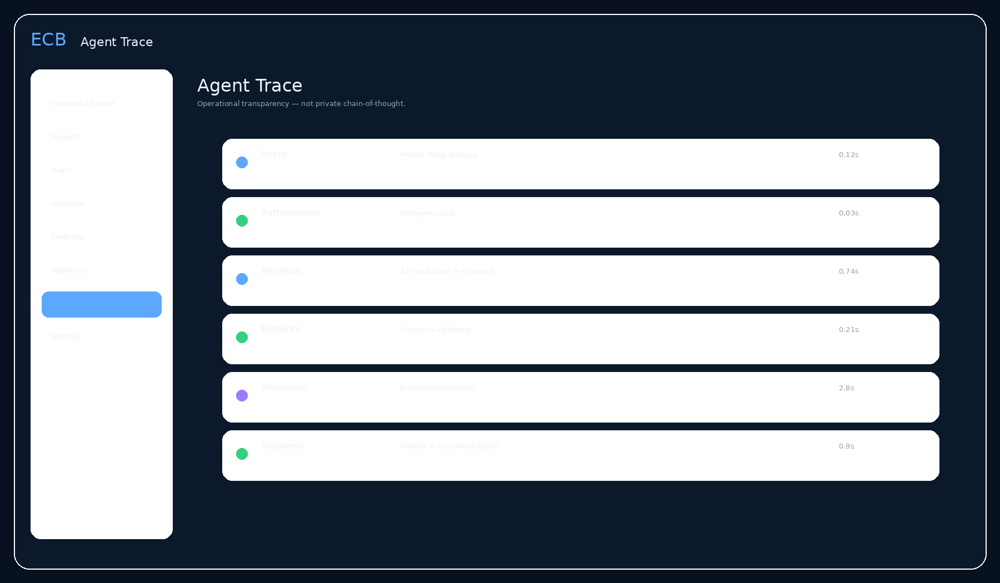 ECB Agent Trace
Command Center
Projects
Risks
Decisions
Evidence
Approvals
Settings
Agent Trace
Operational transparency — not private chain-of-thought.
Intent Project delay analysis 0.12s
Authorization Manager scope 0.03s
Retrieval 42 candidates → 8 ranked 0.74s
Evidence 2 sources validated 0.21s
Reasoning Project/Risk/Decision 2.8s
Response Answer + recommendation 0.9s